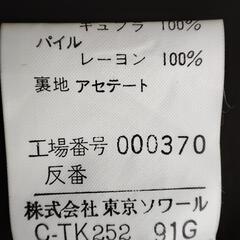 キュプラ 100%
パイル
レーヨン 100%
裏地 アセテート
工場番号 000370
反番
株式会社 東京ソワール
C-TK252 91G